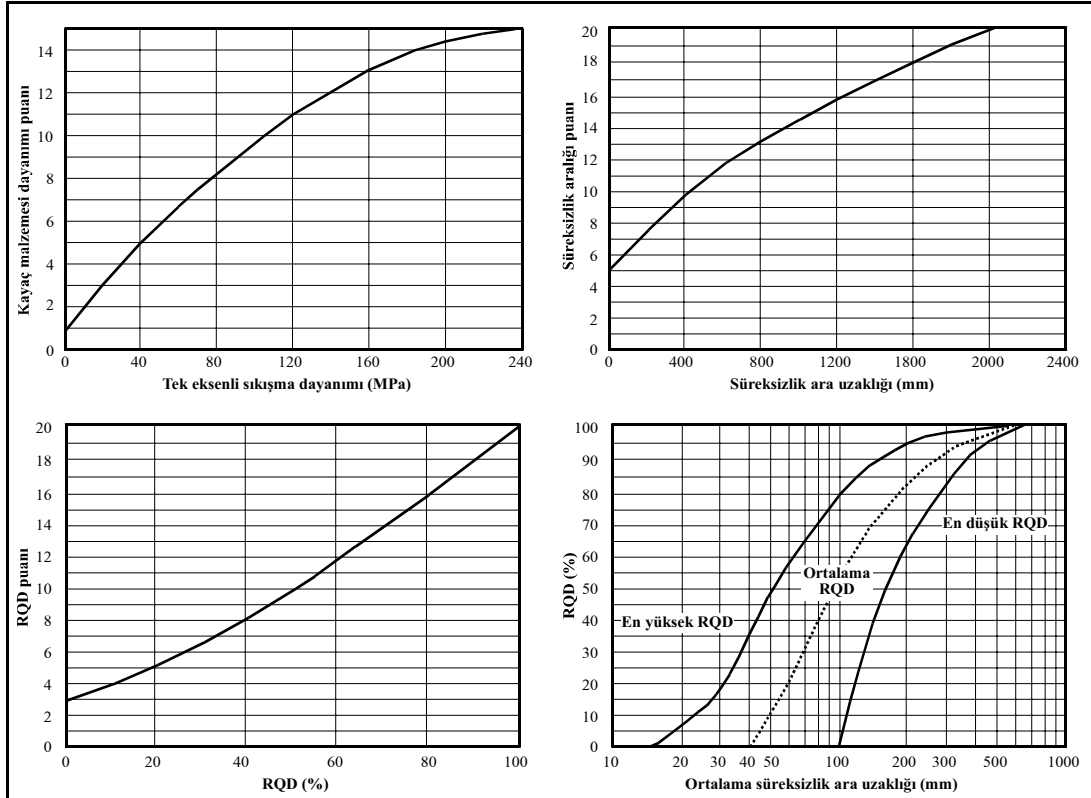 14
12
10
8
6
4
2
0
Kayaç malzemesi dayanımı puanı
0 40 80 120 160 200 240
Tek eksenli sıkışma dayanımı (MPa)
20
18
16
14
12
10
8
6
4
2
0
Süreksizlik aralığı puanı
0 400 800 1200 1800 2000 2400
Süreksizlik ara uzaklığı (mm)
20
18
16
14
12
10
8
6
4
2
0
RQD puanı
0 20 40 60 80 100
RQD (%)
100
90
80
70
60
50
40
30
20
10
0
RQD (%)
En düşük RQD
Ortalama
RQD
En yüksek RQD
10 20 30 40 50 60 100 200 300 500 1000
Ortalama süreksizlik ara uzaklığı (mm)